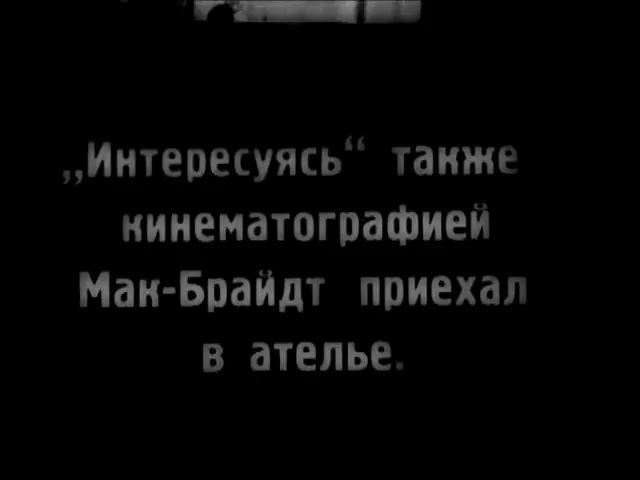 „Интересуясь“ также
кинематографией
Мак-Брайдт приехал
в ателье.